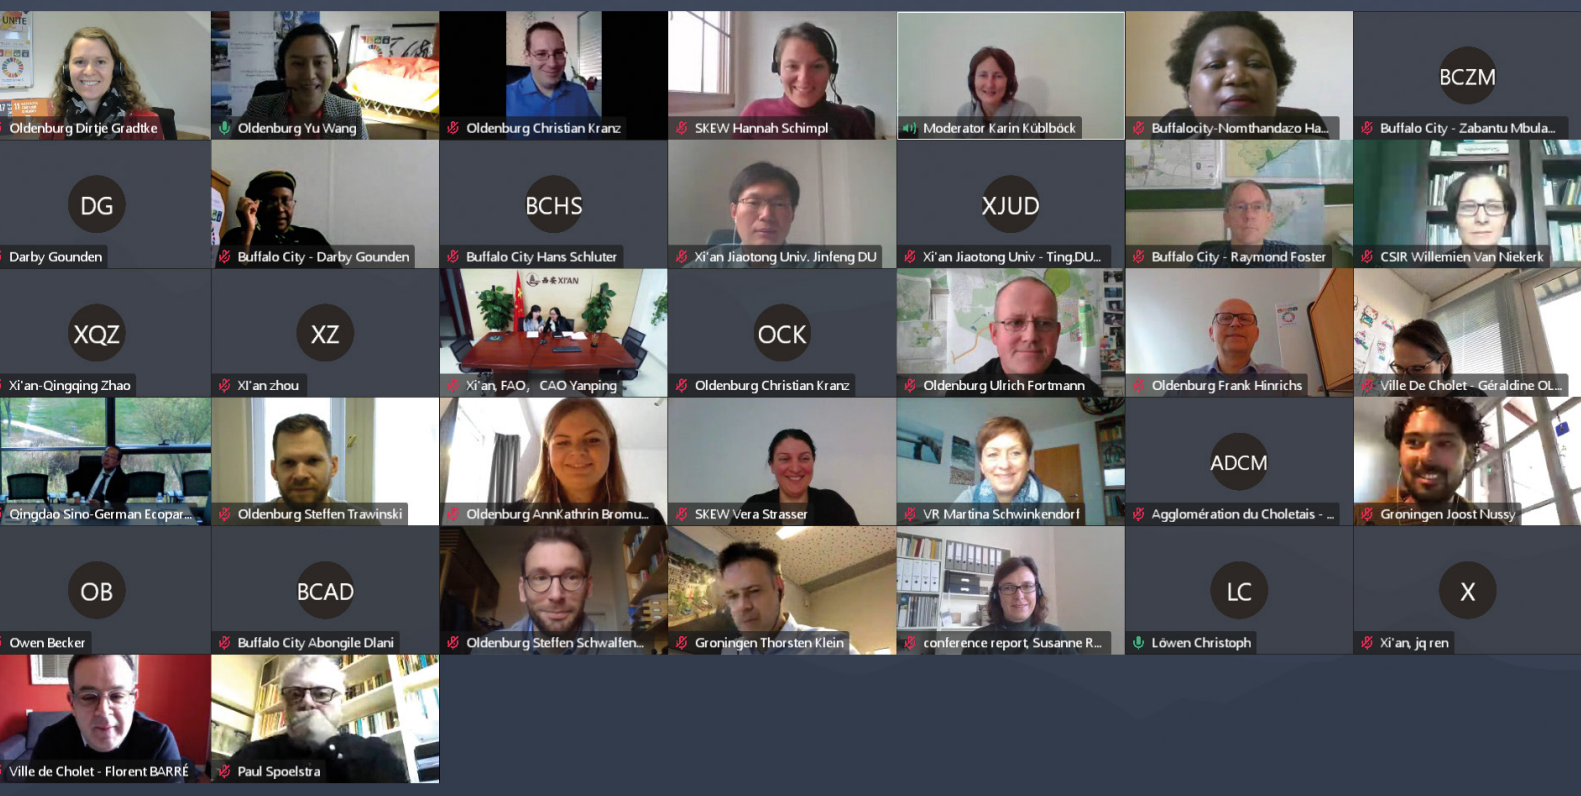 UNITE
Oldenburg Dirtje Gradtke
Oldenburg Yu Wang
Oldenburg Christian Kranz
SKEW Hannah Schimpl
Moderator Karin Küblböck
Buffalocity-Nomthandazo Ha...
BCZM
Buffalo City - Zabantu Mbula...
DG
Darby Gounden
Buffalo City - Darby Gounden
BCHS
Buffalo City Hans Schluter
Xi'an Jiaotong Univ. Jinfeng DU
XJUD
Xi'an Jiaotong Univ - Ting.DU...
Buffalo City - Raymond Foster
CSIR Willemien Van Niekerk
XQZ
Xi'an-Qingqing Zhao
XZ
XI'an zhou
西安XI'AN
Xi'an, FAO, CAO Yanping
OCK
Oldenburg Christian Kranz
Oldenburg Ulrich Fortmann
Oldenburg Frank Hinrichs
Ville De Cholet - Géraldine OL...
Qingdao Sino-German Ecopar...
Oldenburg Steffen Trawinski
Oldenburg AnnKathrin Bromu...
SKEW Vera Strasser
VR Martina Schwinkendorf
ADCM
Agglomération du Choletais - ...
Groningen Joost Nussy
OB
Owen Becker
BCAD
Buffalo City Abongile Dlani
Oldenburg Steffen Schwalfen...
Groningen Thorsten Klein
conference report, Susanne R...
LC
Löwen Christoph
X
Xi'an, jq ren
Ville de Cholet - Florent BARRÉ
Paul Spoelstra